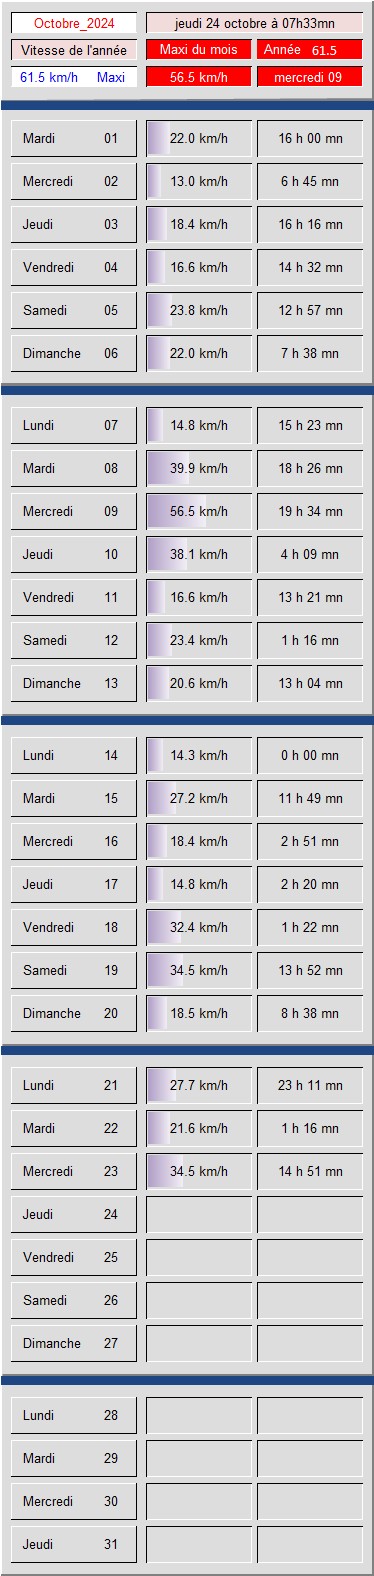 Octobre_2024 jeudi 24 octobre à 07h33mn
Vitesse de l'année Maxi du mois Année 61.5
61.5 km/h Maxi 56.5 km/h mercredi 09
Mardi 01 22.0 km/h 16 h 00 mn
Mercredi 02 13.0 km/h 6 h 45 mn
Jeudi 03 18.4 km/h 16 h 16 mn
Vendredi 04 16.6 km/h 14 h 32 mn
Samedi 05 23.8 km/h 12 h 57 mn
Dimanche 06 22.0 km/h 7 h 38 mn
Lundi 07 14.8 km/h 15 h 23 mn
Mardi 08 39.9 km/h 18 h 26 mn
Mercredi 09 56.5 km/h 19 h 34 mn
Jeudi 10 38.1 km/h 4 h 09 mn
Vendredi 11 16.6 km/h 13 h 21 mn
Samedi 12 23.4 km/h 1 h 16 mn
Dimanche 13 20.6 km/h 13 h 04 mn
Lundi 14 14.3 km/h 0 h 00 mn
Mardi 15 27.2 km/h 11 h 49 mn
Mercredi 16 18.4 km/h 2 h 51 mn
Jeudi 17 14.8 km/h 2 h 20 mn
Vendredi 18 32.4 km/h 1 h 22 mn
Samedi 19 34.5 km/h 13 h 52 mn
Dimanche 20 18.5 km/h 8 h 38 mn
Lundi 21 27.7 km/h 23 h 11 mn
Mardi 22 21.6 km/h 1 h 16 mn
Mercredi 23 34.5 km/h 14 h 51 mn
Jeudi 24
Vendredi 25
Samedi 26
Dimanche 27
Lundi 28
Mardi 29
Mercredi 30
Jeudi 31